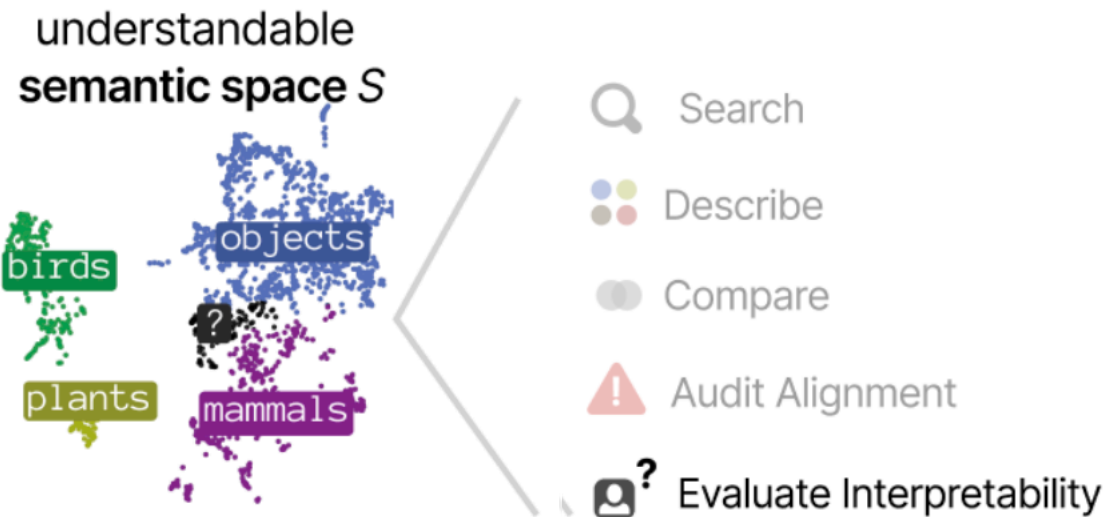 understandable
semantic space S
objects
birds
?
plants
mammals
Search
Describe
Compare
! Audit Alignment
? Evaluate Interpretability